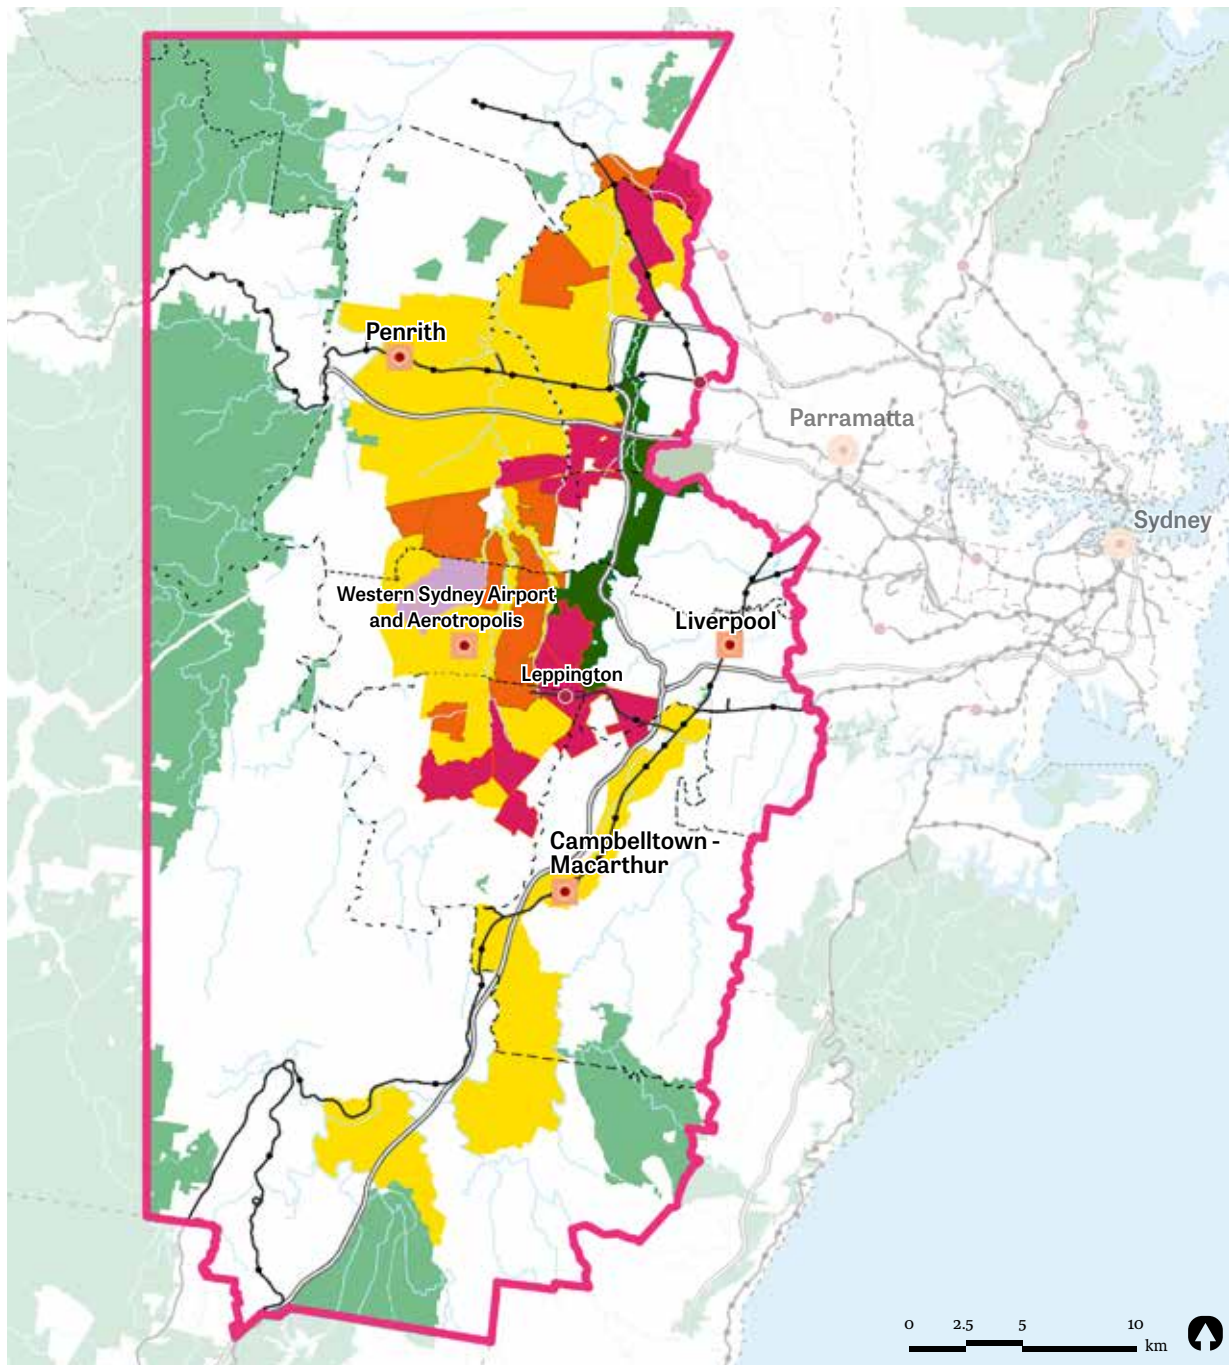 Penrith
Parramatta
Sydney
Western Sydney Airport
and Aerotropolis
Liverpool
Leppington
Campbelltown -
Macarthur
0 2.5 5 10
km